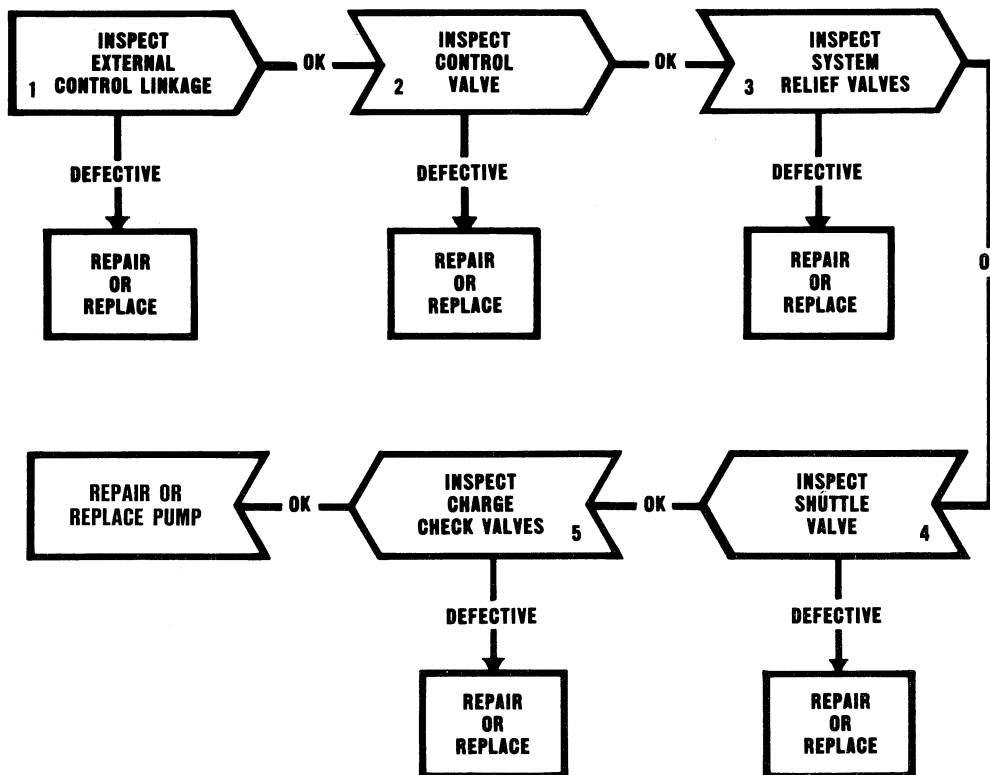 INSPECT
EXTERNAL
1 CONTROL LINKAGE
OK
INSPECT
CONTROL
2 VALVE
OK
INSPECT
SYSTEM
3 RELIEF VALVES
DEFECTIVE
DEFECTIVE
DEFECTIVE
REPAIR
OR
REPLACE
REPAIR
OR
REPLACE
REPAIR
OR
REPLACE
O
INSPECT
SHUTTLE
VALVE 4
OK
INSPECT
CHARGE
CHECK VALVES 5
OK
REPAIR OR
REPLACE PUMP
DEFECTIVE
DEFECTIVE
REPAIR
OR
REPLACE
REPAIR
OR
REPLACE